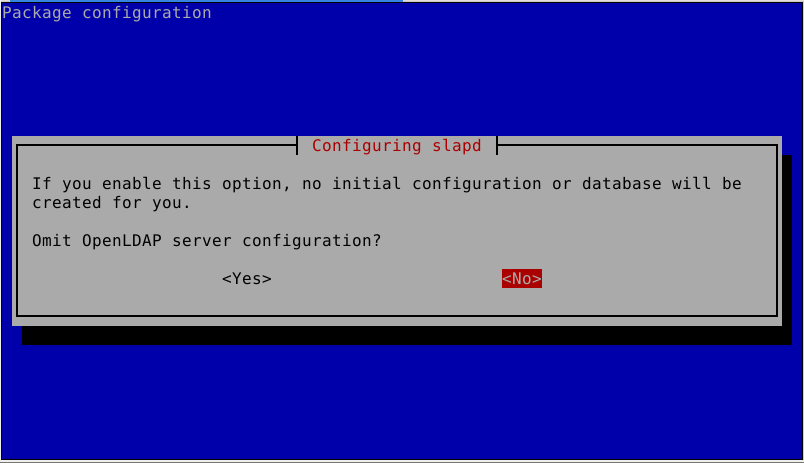 Package configuration
Configuring slapd
If you enable this option, no initial configuration or database will be
created for you.
Omit OpenLDAP server configuration?
<Yes> <No>